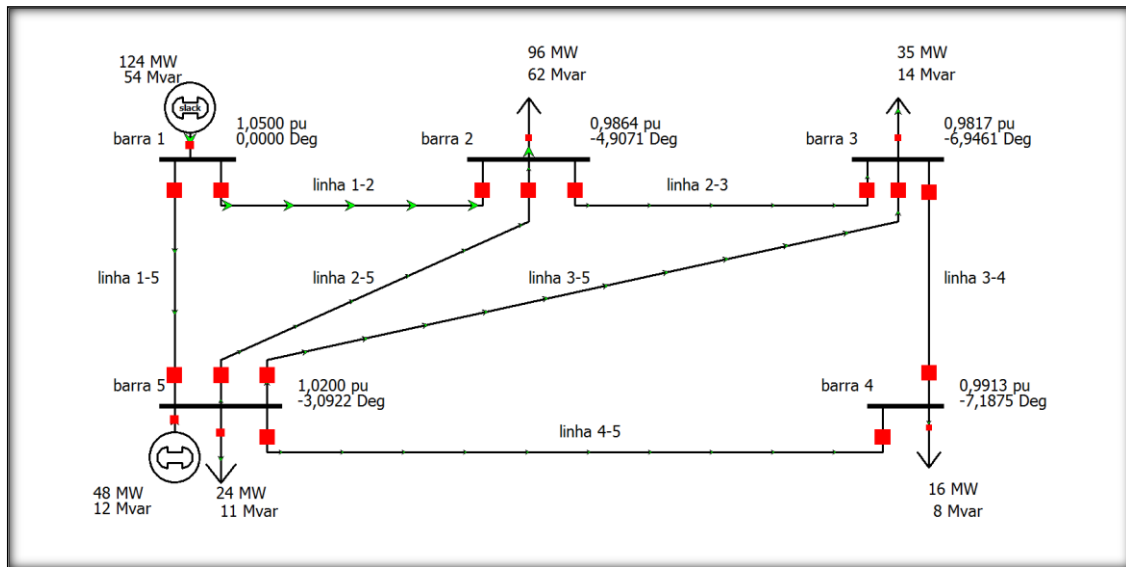 124 MW
54 Mvar
slack
barra 1
1,0500 pu
0,0000 Deg
96 MW
62 Mvar
barra 2
0,9864 pu
-4,9071 Deg
35 MW
14 Mvar
barra 3
0,9817 pu
-6,9461 Deg
linha 1-2
linha 2-3
linha 1-5
linha 2-5
linha 3-5
linha 3-4
barra 5
1,0200 pu
-3,0922 Deg
barra 4
0,9913 pu
-7,1875 Deg
linha 4-5
48 MW
12 Mvar
24 MW
11 Mvar
16 MW
8 Mvar